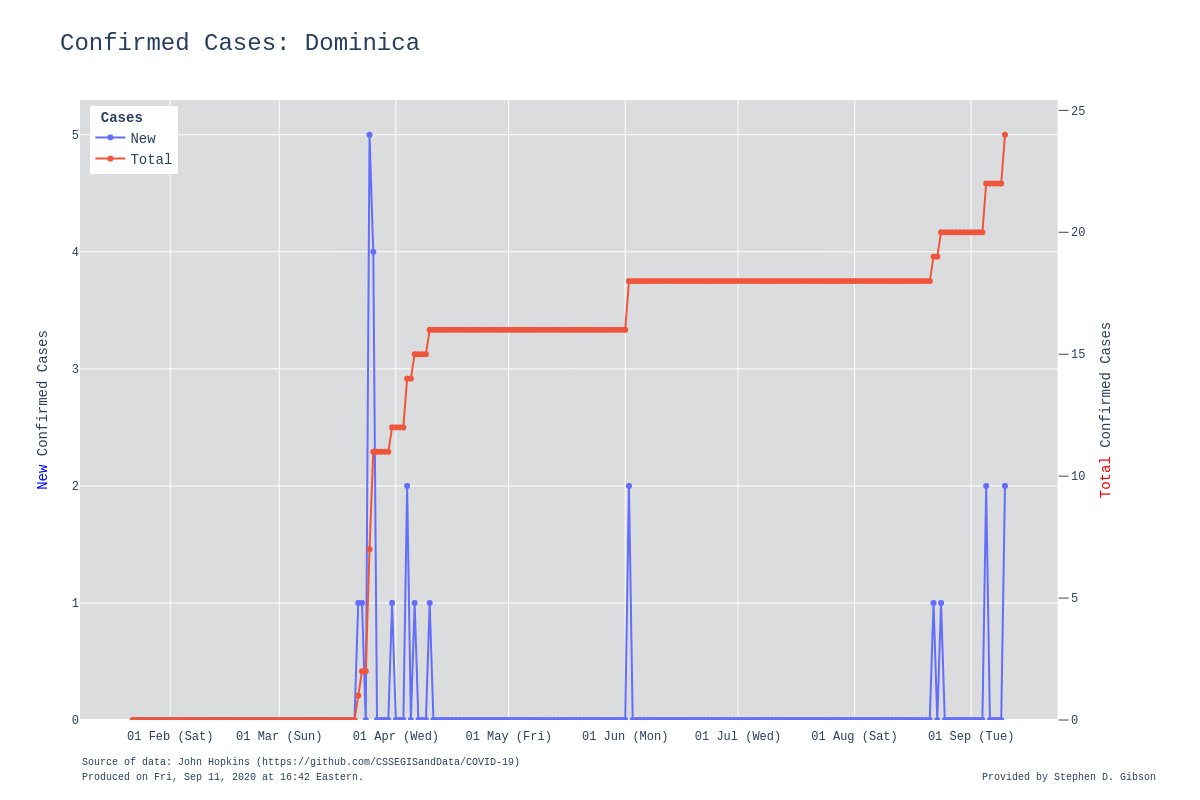 Confirmed Cases: Dominica
Cases
New
Total
5
4
3
2
1
0
25
20
15
10
5
0
New Confirmed Cases
Total Confirmed Cases
01 Feb (Sat) 01 Mar (Sun) 01 Apr (Wed) 01 May (Fri) 01 Jun (Mon) 01 Jul (Wed) 01 Aug (Sat) 01 Sep (Tue)
Source of data: John Hopkins (https://github.com/CSSEGISandData/COVID-19)
Produced on Fri, Sep 11, 2020 at 16:42 Eastern.
Provided by Stephen D. Gibson